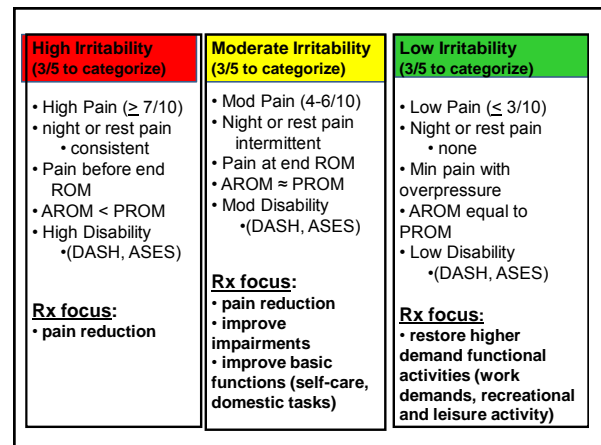 High Irritability
(3/5 to categorize)
• High Pain (≥ 7/10)
• night or rest pain
• consistent
• Pain before end
ROM
• AROM < PROM
• High Disability
•(DASH, ASES)
Rx focus:
• pain reduction
Moderate Irritability
(3/5 to categorize)
• Mod Pain (4-6/10)
• Night or rest pain
intermittent
• Pain at end ROM
• AROM ≈ PROM
• Mod Disability
•(DASH, ASES)
Rx focus:
• pain reduction
• improve
impairments
• improve basic
functions (self-care,
domestic tasks)
Low Irritability
(3/5 to categorize)
• Low Pain (≤ 3/10)
• Night or rest pain
• none
• Min pain with
overpressure
• AROM equal to
PROM
• Low Disability
•(DASH, ASES)
Rx focus:
• restore higher
demand functional
activities (work
demands, recreational
and leisure activity)